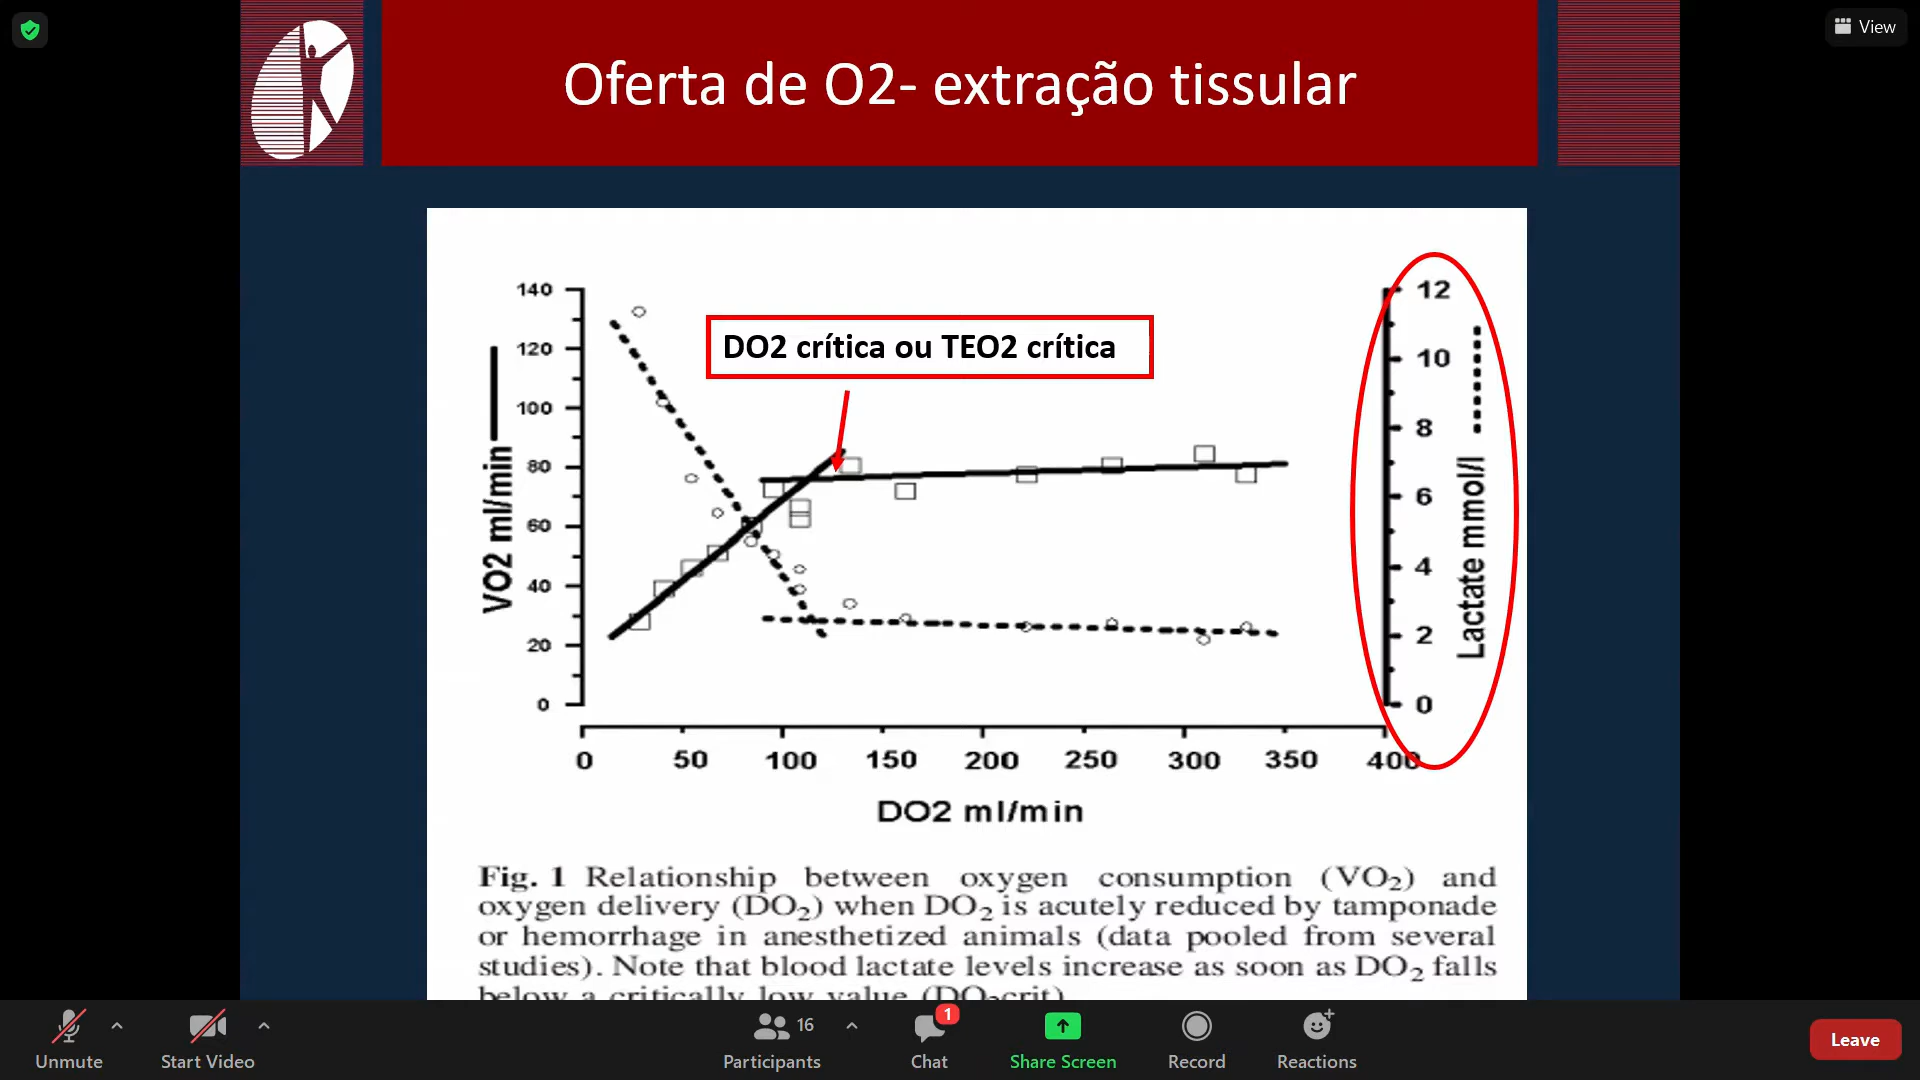 View
Oferta de O2- extração tissular
DO2 crítica ou TEO2 crítica
140
120
100
80
60
40
20
0
VO2 ml/min
12
10
8
6
4
2
0
Lactate mmol/l
0 50 100 150 200 250 300 350 400
DO2 ml/min
Fig. 1 Relationship between oxygen consumption (VO₂) and
oxygen delivery (DO₂) when DO₂ is acutely reduced by tamponade
or hemorrhage in anesthetized animals (data pooled from several
studies). Note that blood lactate levels increase as soon as DO₂ falls
below a critically low value (DO₂crit)
16
1
Unmute
Start Video
Participants
Chat
Share Screen
Record
Reactions
Leave